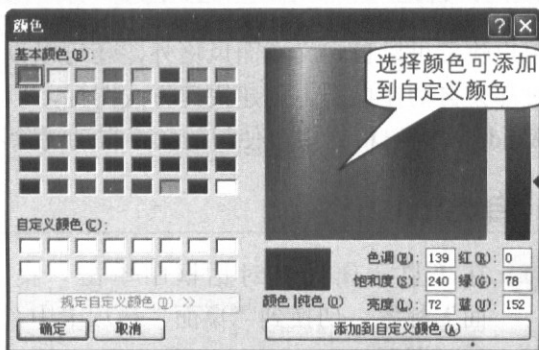 颜色
基本颜色(B):
选择颜色可添加
到自定义颜色
自定义颜色(C):
规定自定义颜色(D) >>
确定
取消
颜色|纯色(O)
色调(E): 139
饱和度(S): 240
亮度(L): 72
红(R): 0
绿(G): 78
蓝(U): 152
添加到自定义颜色(A)